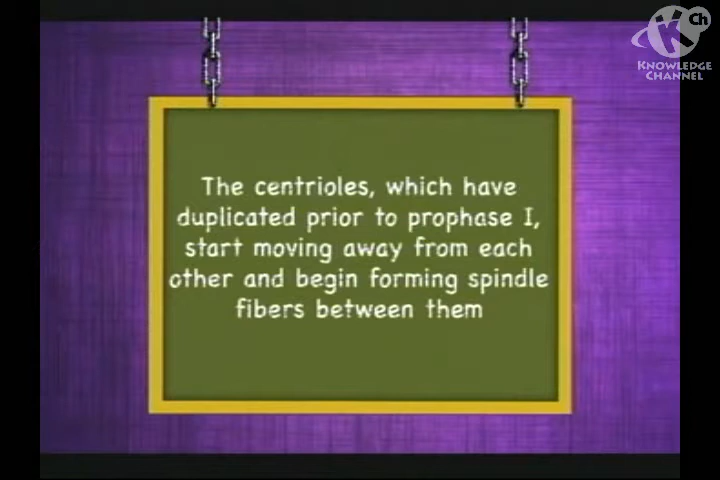 Ch
K
KNOWLEDGE
CHANNEL
The centrioles, which have
duplicated prior to prophase I,
start moving away from each
other and begin forming spindle
fibers between them